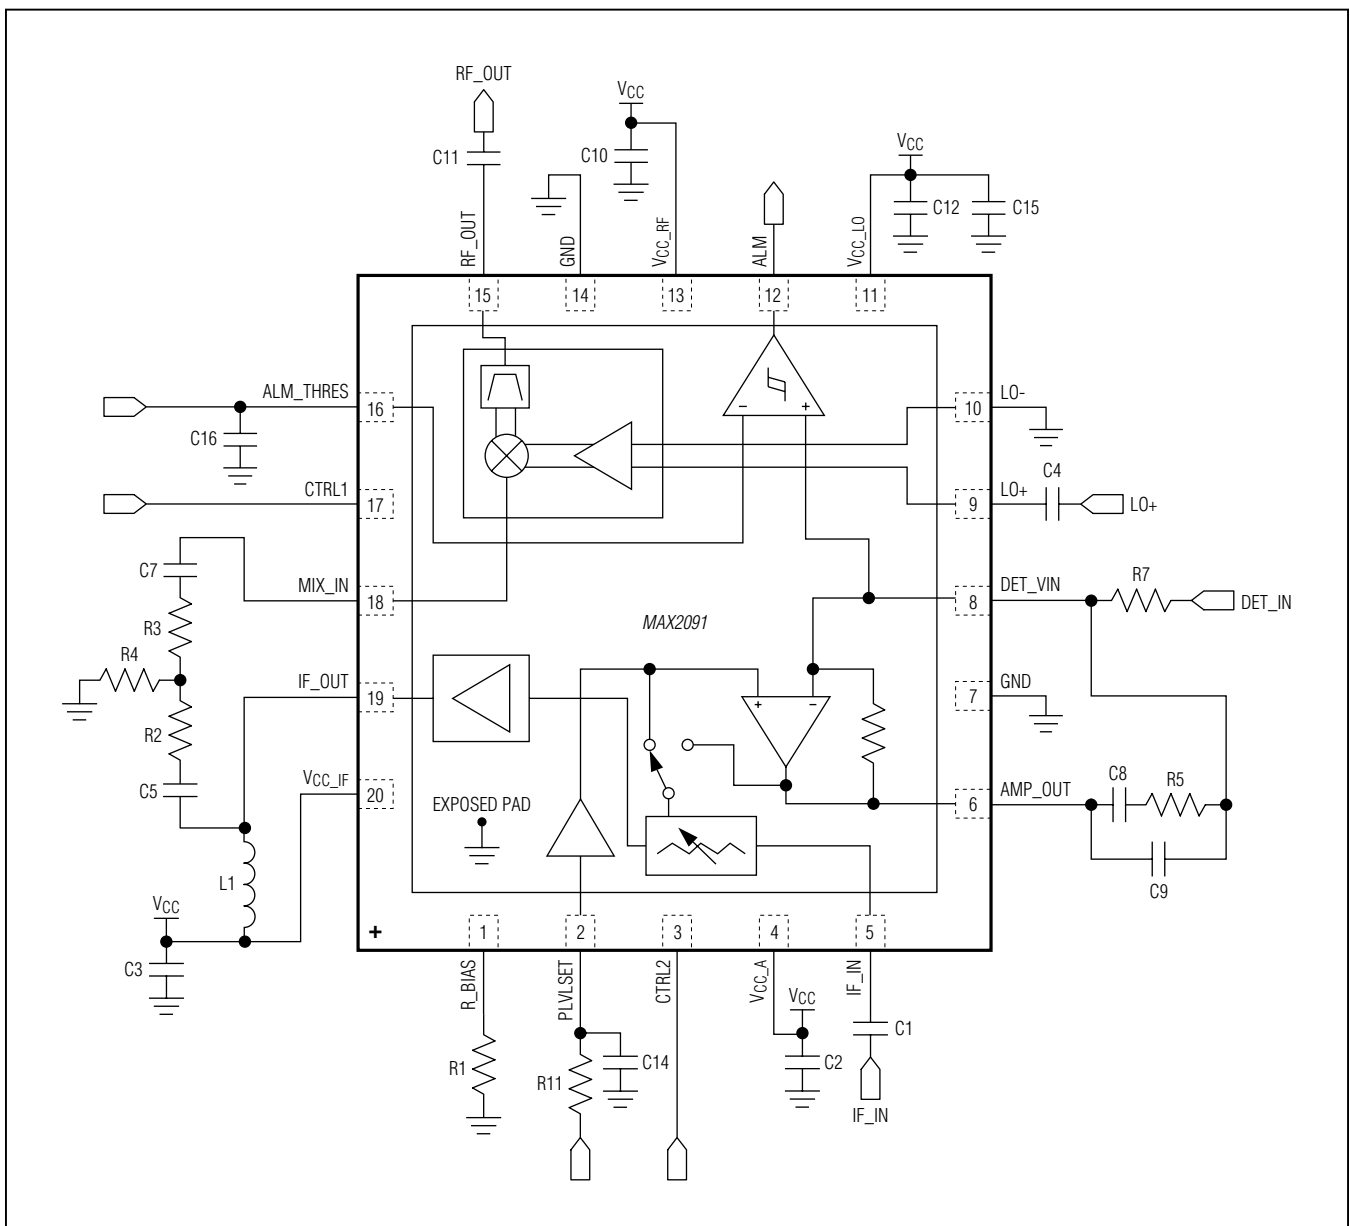 RF_OUT
VCC
C11
C10
VCC
C12
C15
RF_OUT
GND
VCC_RF
ALM
VCC_LO
15
14
13
12
11
ALM_THRES
16
C16
- +
10
LO-
CTRL1
17
9
LO+
C4
LO+
C7
MIX_IN
18
8
DET_VIN
R7
DET_IN
R3
MAX2091
R4
IF_OUT
19
7
GND
R2
+ -
C5
VCC_IF
20
EXPOSED PAD
6
AMP_OUT
C8
R5
C9
L1
VCC
C3
+
1
2
3
4
5
R_BIAS
PLVLSET
CTRL2
VCC_A
IF_IN
VCC
R1
R11
C14
C2
C1
IF_IN